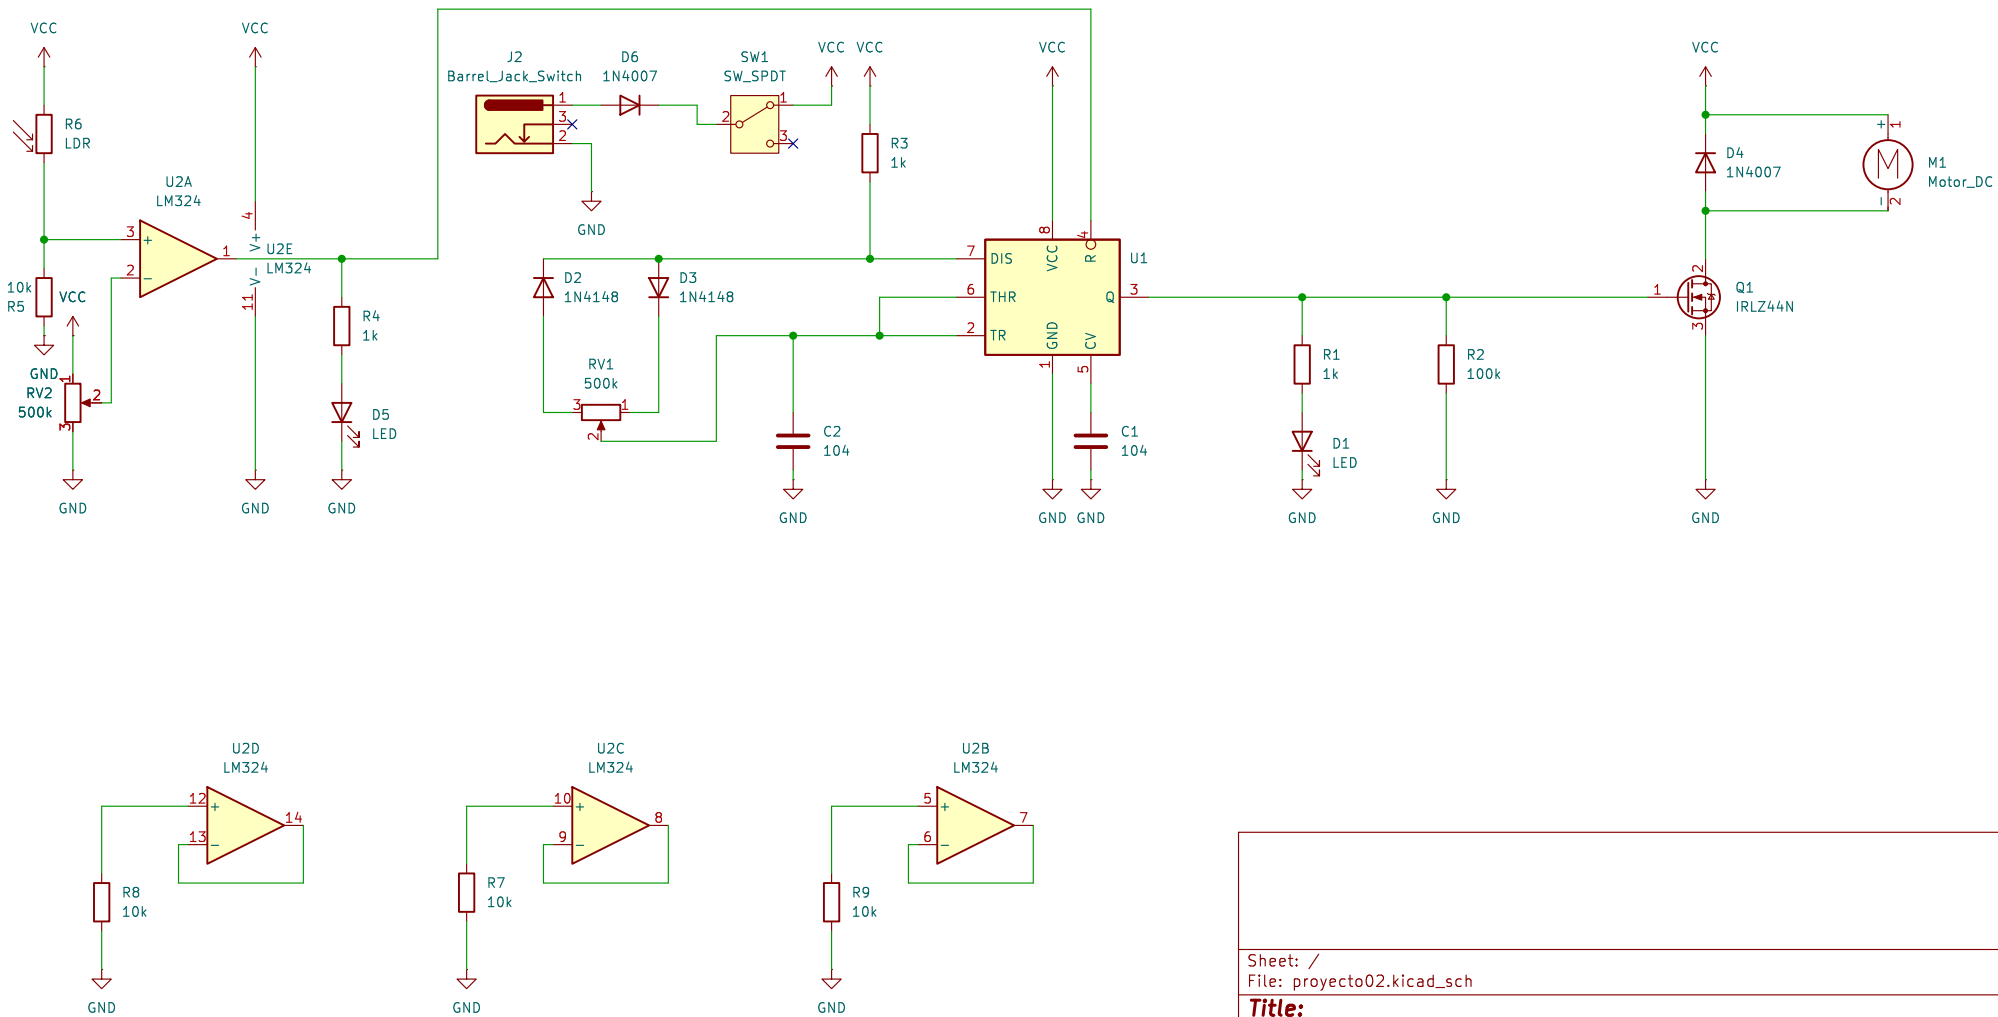 VCC
VCC
J2
Barrel_Jack_Switch
1
3
2
D6
1N4007
SW1
SW_SPDT
2
1
3
VCC
VCC
VCC
VCC
R6
LDR
R3
1k
GND
U2A
LM324
3
+
2
−
1
4
V+
U2E
LM324
V-
11
10k
R5
VCC
GND
RV2
500k
1
2
3
GND
GND
R4
1k
D5
LED
GND
D2
1N4148
D3
1N4148
RV1
500k
3
1
2
C2
104
GND
7
DIS
6
THR
2
TR
8
VCC
4
R
U1
Q
3
GND
1
CV
5
C1
104
GND
GND
R1
1k
D1
LED
GND
R2
100k
GND
D4
1N4007
+
1
M1
Motor_DC
-
2
2
1
Q1
IRLZ44N
3
GND
U2D
LM324
12
+
13
−
14
R8
10k
GND
U2C
LM324
10
+
9
−
8
R7
10k
GND
U2B
LM324
5
+
6
−
7
R9
10k
GND
Sheet: /
File: proyecto02.kicad_sch
Title: